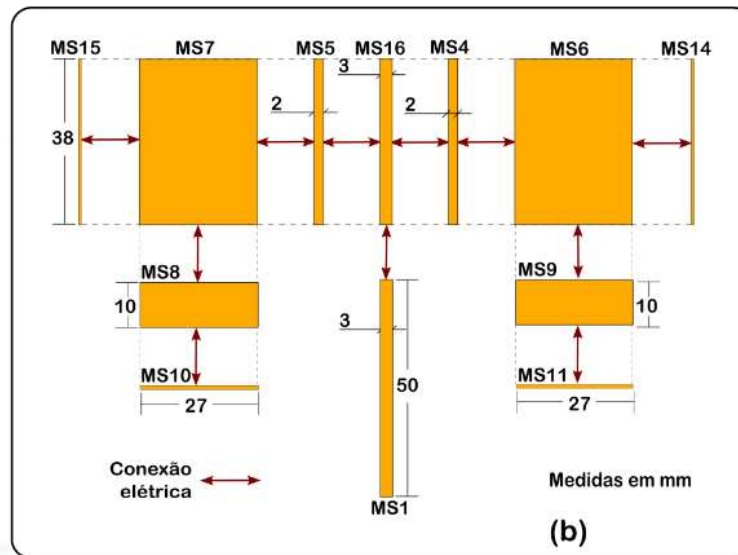 MS15 MS7 MS5 MS16 MS4 MS6 MS14
3
2 2
38
MS8 MS9
10 3 10
MS10 50 MS11
27 27
Conexão
elétrica
Medidas em mm
MS1
(b)